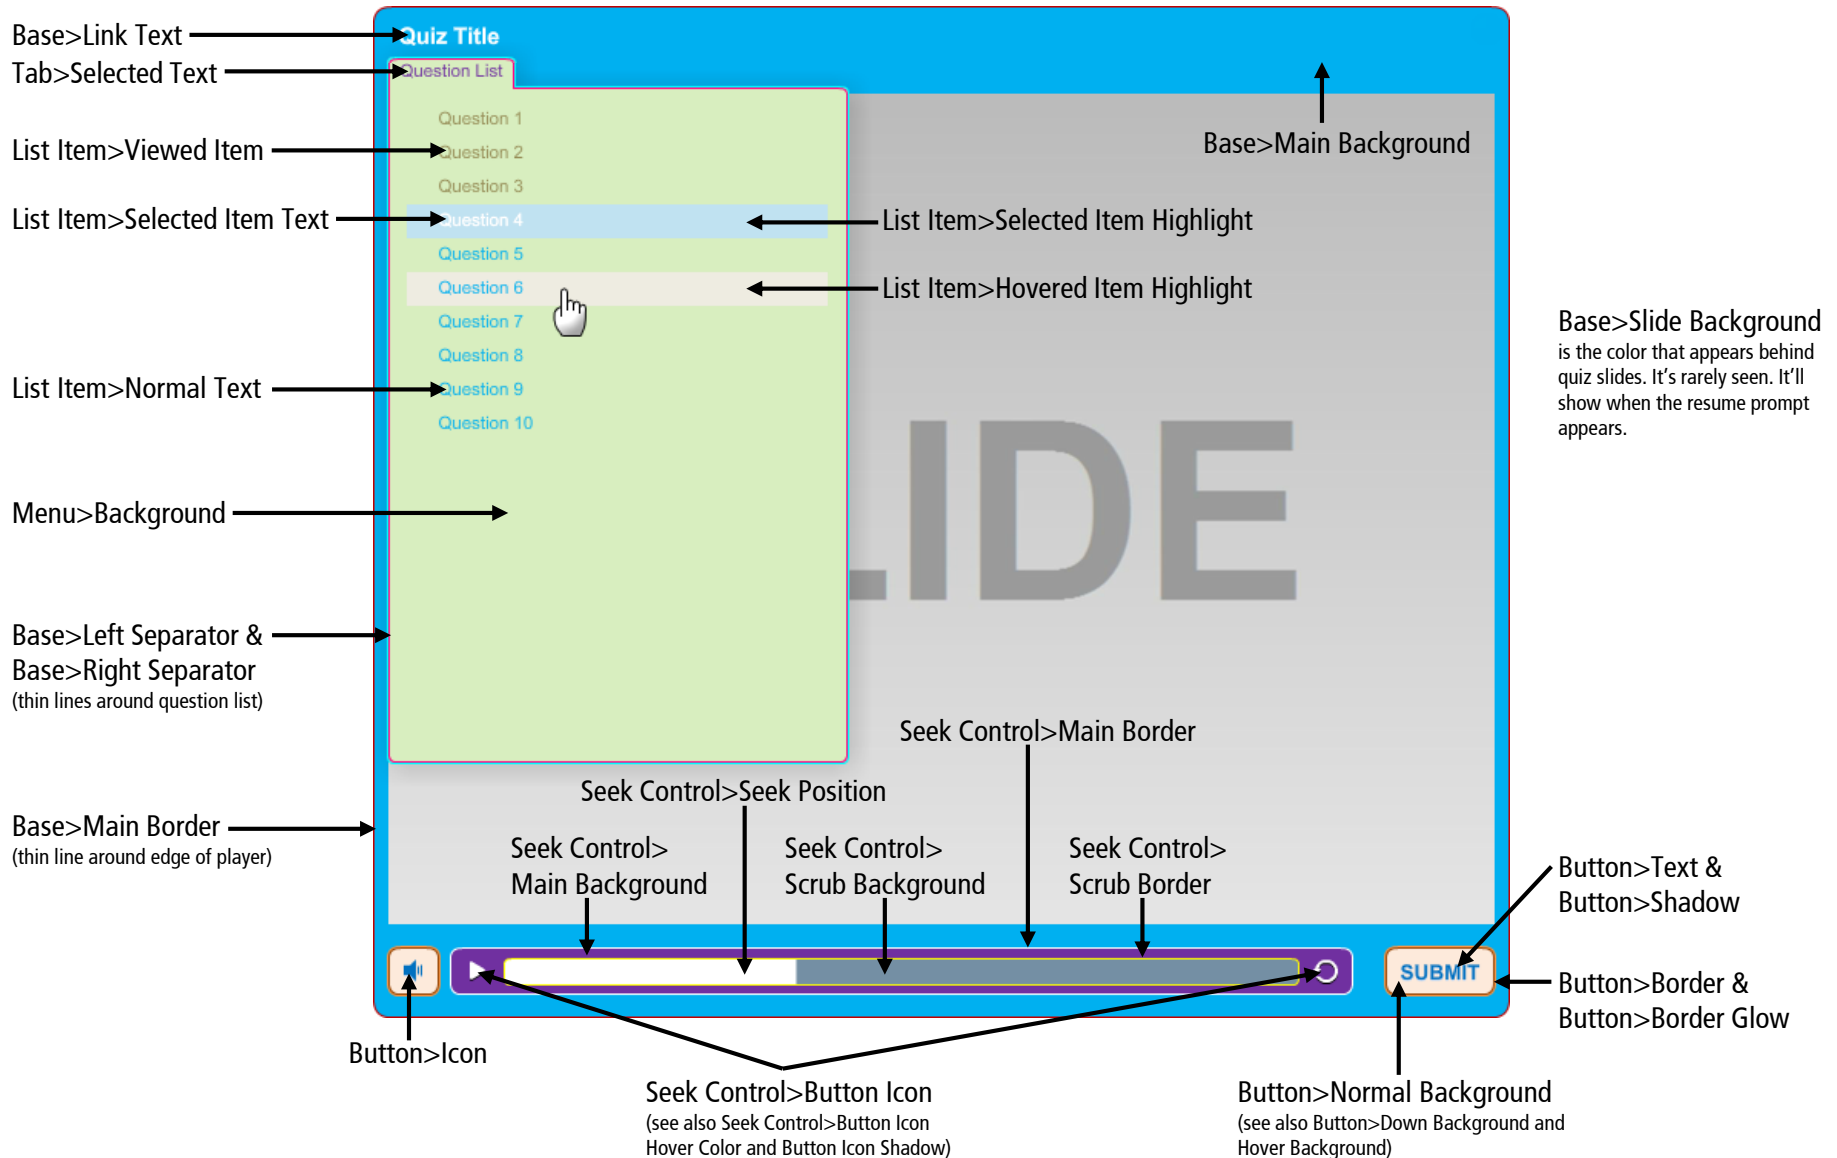 Base>Link Text
Quiz Title
Tab>Selected Text
Question List
Question 1
Base>Main Background
List Item>Viewed Item
Question 2
Question 3
List Item>Selected Item Text
Question 4
List Item>Selected Item Highlight
Question 5
Question 6
List Item>Hovered Item Highlight
Question 7
Base>Slide Background
is the color that appears behind
quiz slides. It’s rarely seen. It’ll
show when the resume prompt
appears.
Question 8
List Item>Normal Text
Question 9
Question 10
LIDE
Menu>Background
Base>Left Separator &
Base>Right Separator
(thin lines around question list)
Seek Control>Main Border
Seek Control>Seek Position
Base>Main Border
(thin line around edge of player)
Seek Control>
Main Background
Seek Control>
Scrub Background
Seek Control>
Scrub Border
Button>Text &
Button>Shadow
SUBMIT
Button>Border &
Button>Border Glow
Button>Icon
Seek Control>Button Icon
(see also Seek Control>Button Icon
Hover Color and Button Icon Shadow)
Button>Normal Background
(see also Button>Down Background and
Hover Background)